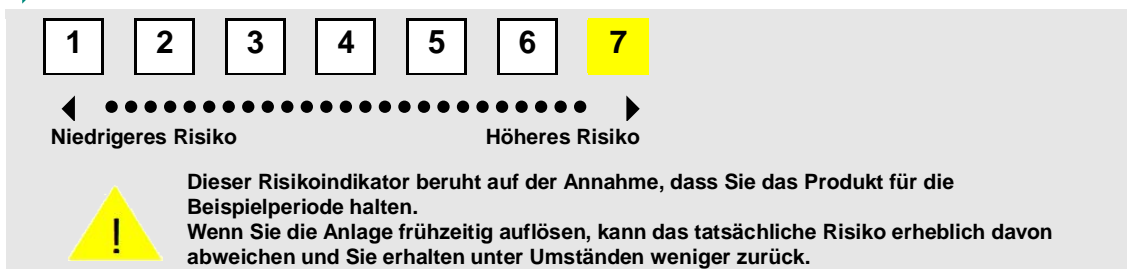 1 2 3 4 5 6 7
Niedrigeres Risiko Höheres Risiko
Dieser Risikoindikator beruht auf der Annahme, dass Sie das Produkt für die
Beispielperiode halten.
! Wenn Sie die Anlage frühzeitig auflösen, kann das tatsächliche Risiko erheblich davon
abweichen und Sie erhalten unter Umständen weniger zurück.